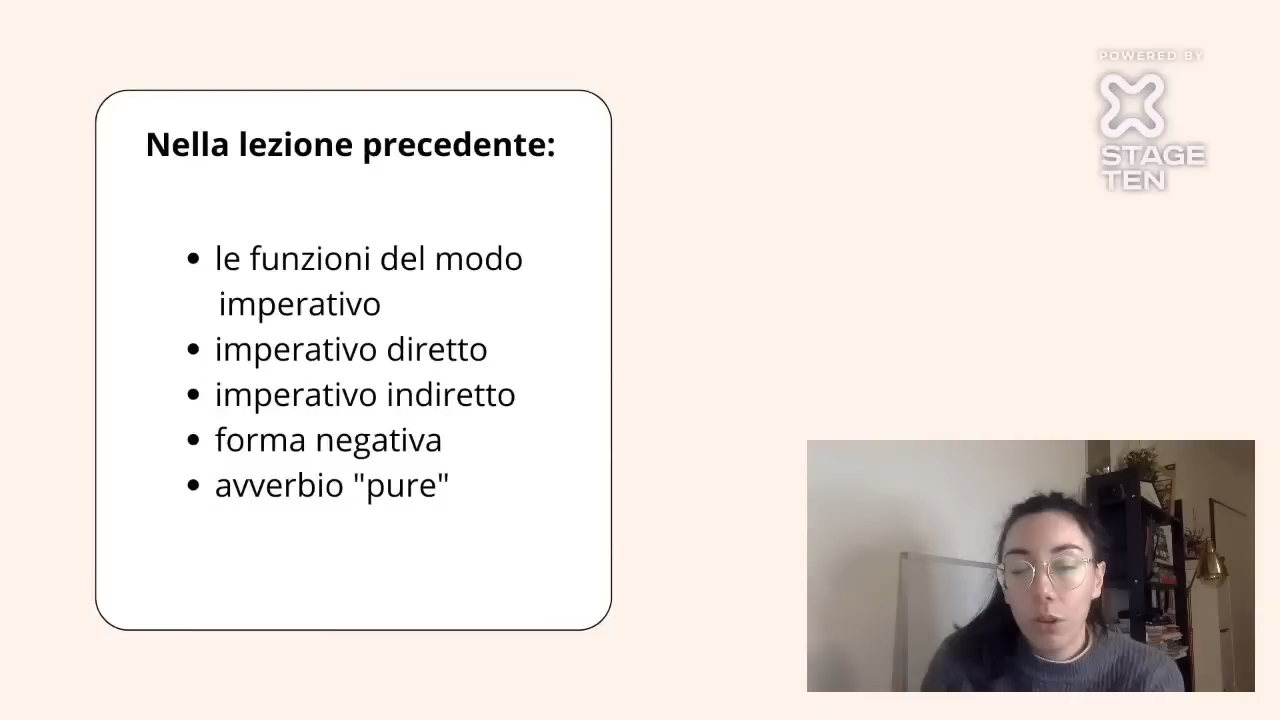 Nella lezione precedente:
• le funzioni del modo
imperativo
• imperativo diretto
• imperativo indiretto
• forma negativa
• avverbio "pure"
POWERED BY
STAGE
TEN